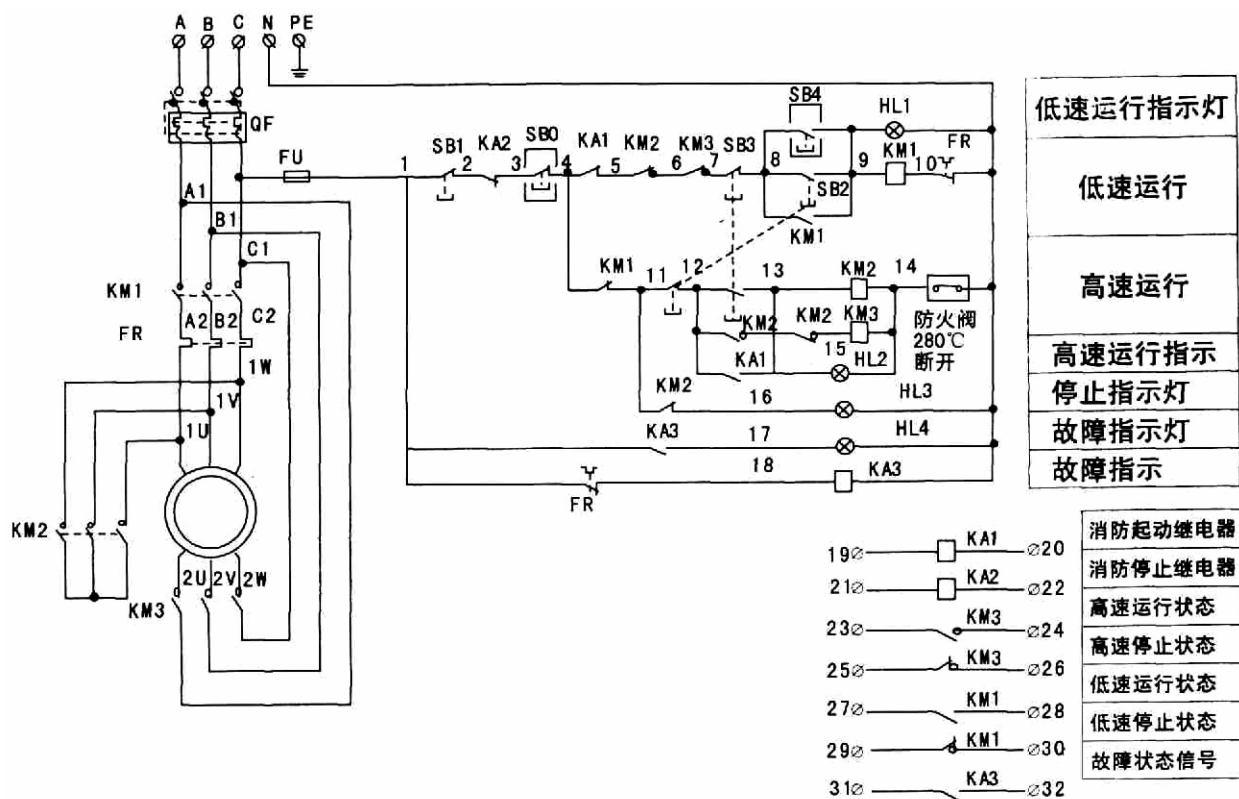 A B C N PE
QF
FU
1
SB1
2
KA2
3
SB0
4
KA1
5
KM2
6
KM3
7
SB3
8
SB4
9
HL1
KM1
10
FR
SB2
KM1
A1
B1
C1
KM1
A2
B2
C2
FR
1W
1V
1U
KM2
2U
2V
2W
KM3
KM1
11
12
13
KM2
14
KM2
KM2
15
KM3
KA1
HL2
防火阀
280℃
断开
KM2
16
HL3
KA3
17
HL4
FR
18
KA3
低速运行指示灯
低速运行
高速运行
高速运行指示
停止指示灯
故障指示灯
故障指示
19 KA1 20
21 KA2 22
23 KM3 24
25 KM3 26
27 KM1 28
29 KM1 30
31 KA3 32
消防起动继电器
消防停止继电器
高速运行状态
高速停止状态
低速运行状态
低速停止状态
故障状态信号